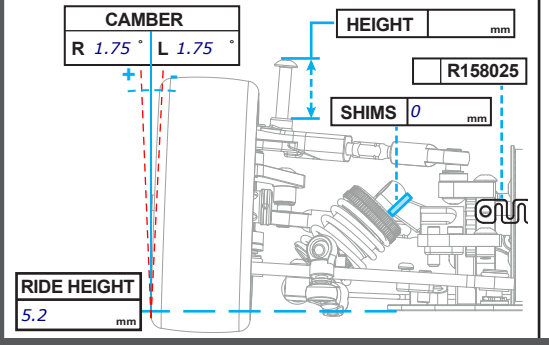 CAMBER
R 1.75 ° L 1.75 °
+ -
HEIGHT mm
R158025
SHIMS 0 mm
RIDE HEIGHT
5.2 mm